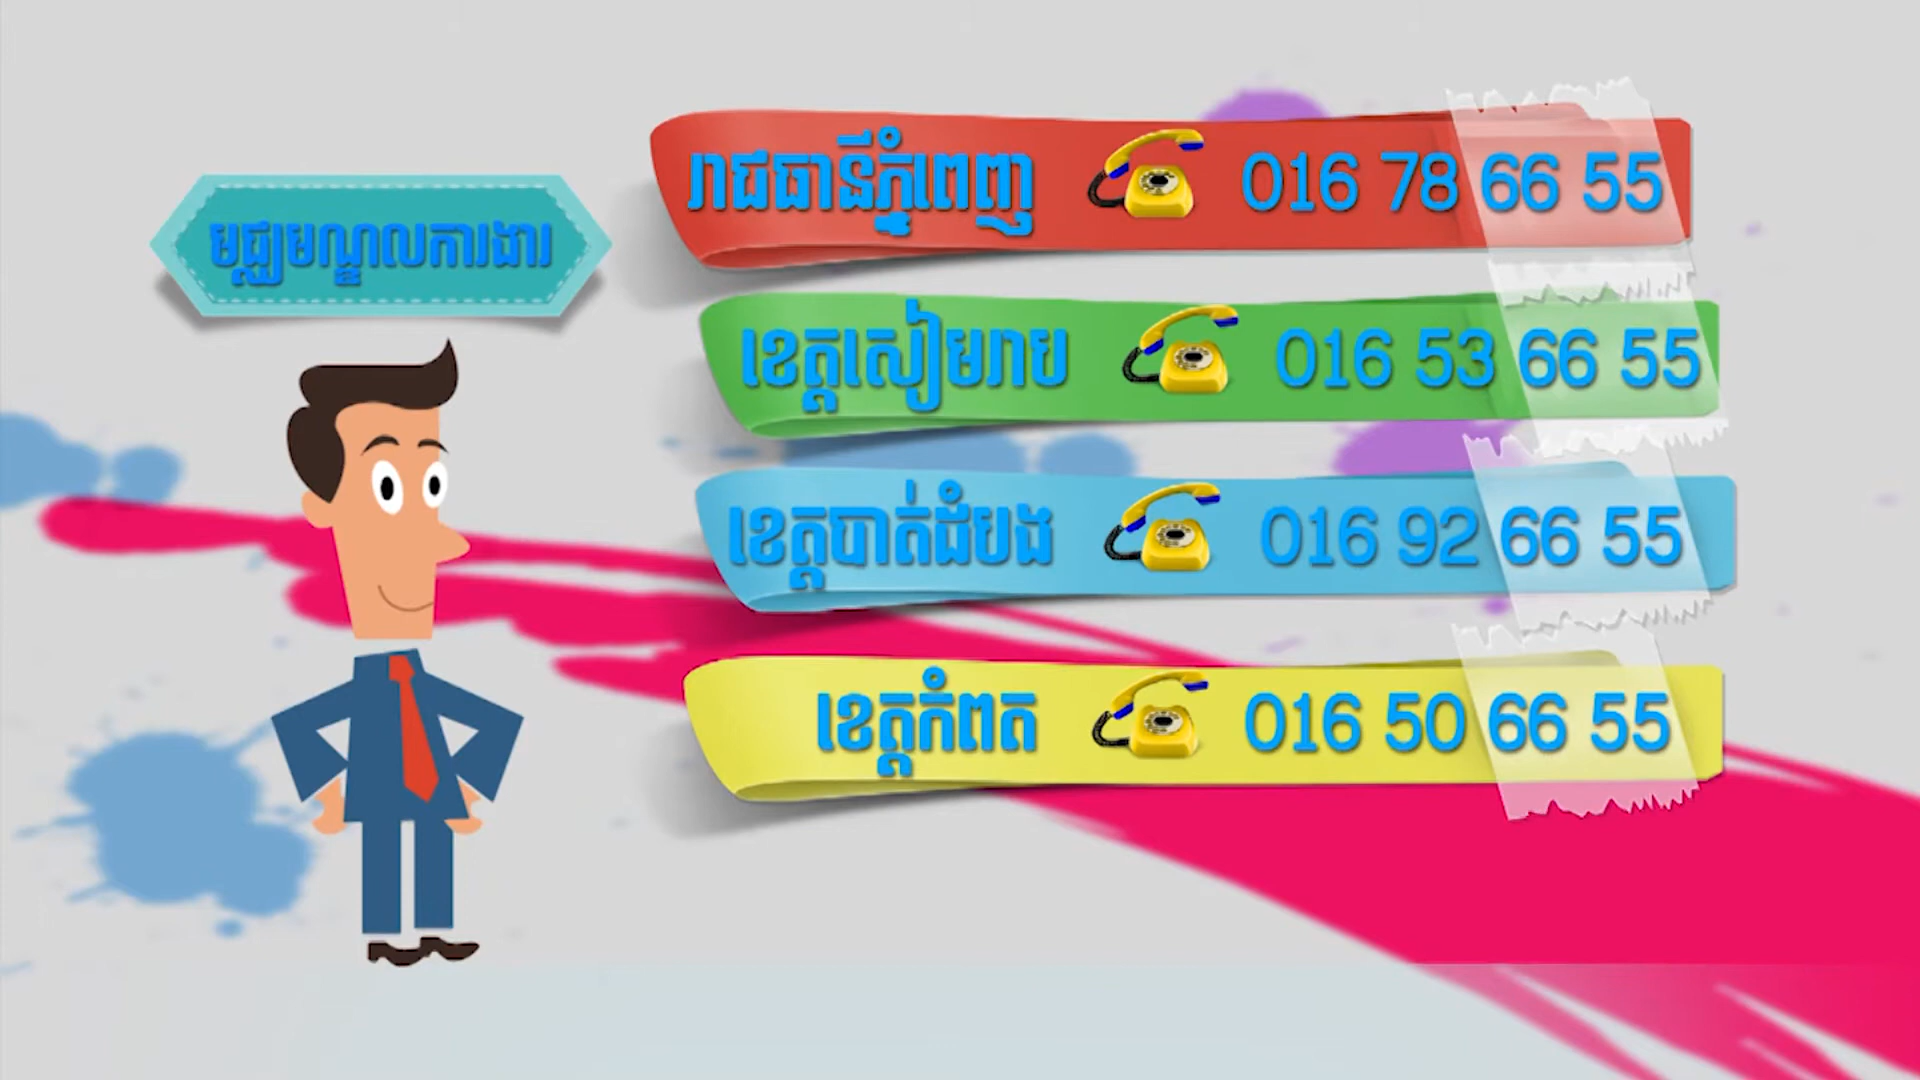 មជ្ឈមណ្ឌលការងារ
រាជធានីភ្នំពេញ 016 78 66 55
ខេត្តសៀមរាប 016 53 66 55
ខេត្តបាត់ដំបង 016 92 66 55
ខេត្តកំពត 016 50 66 55